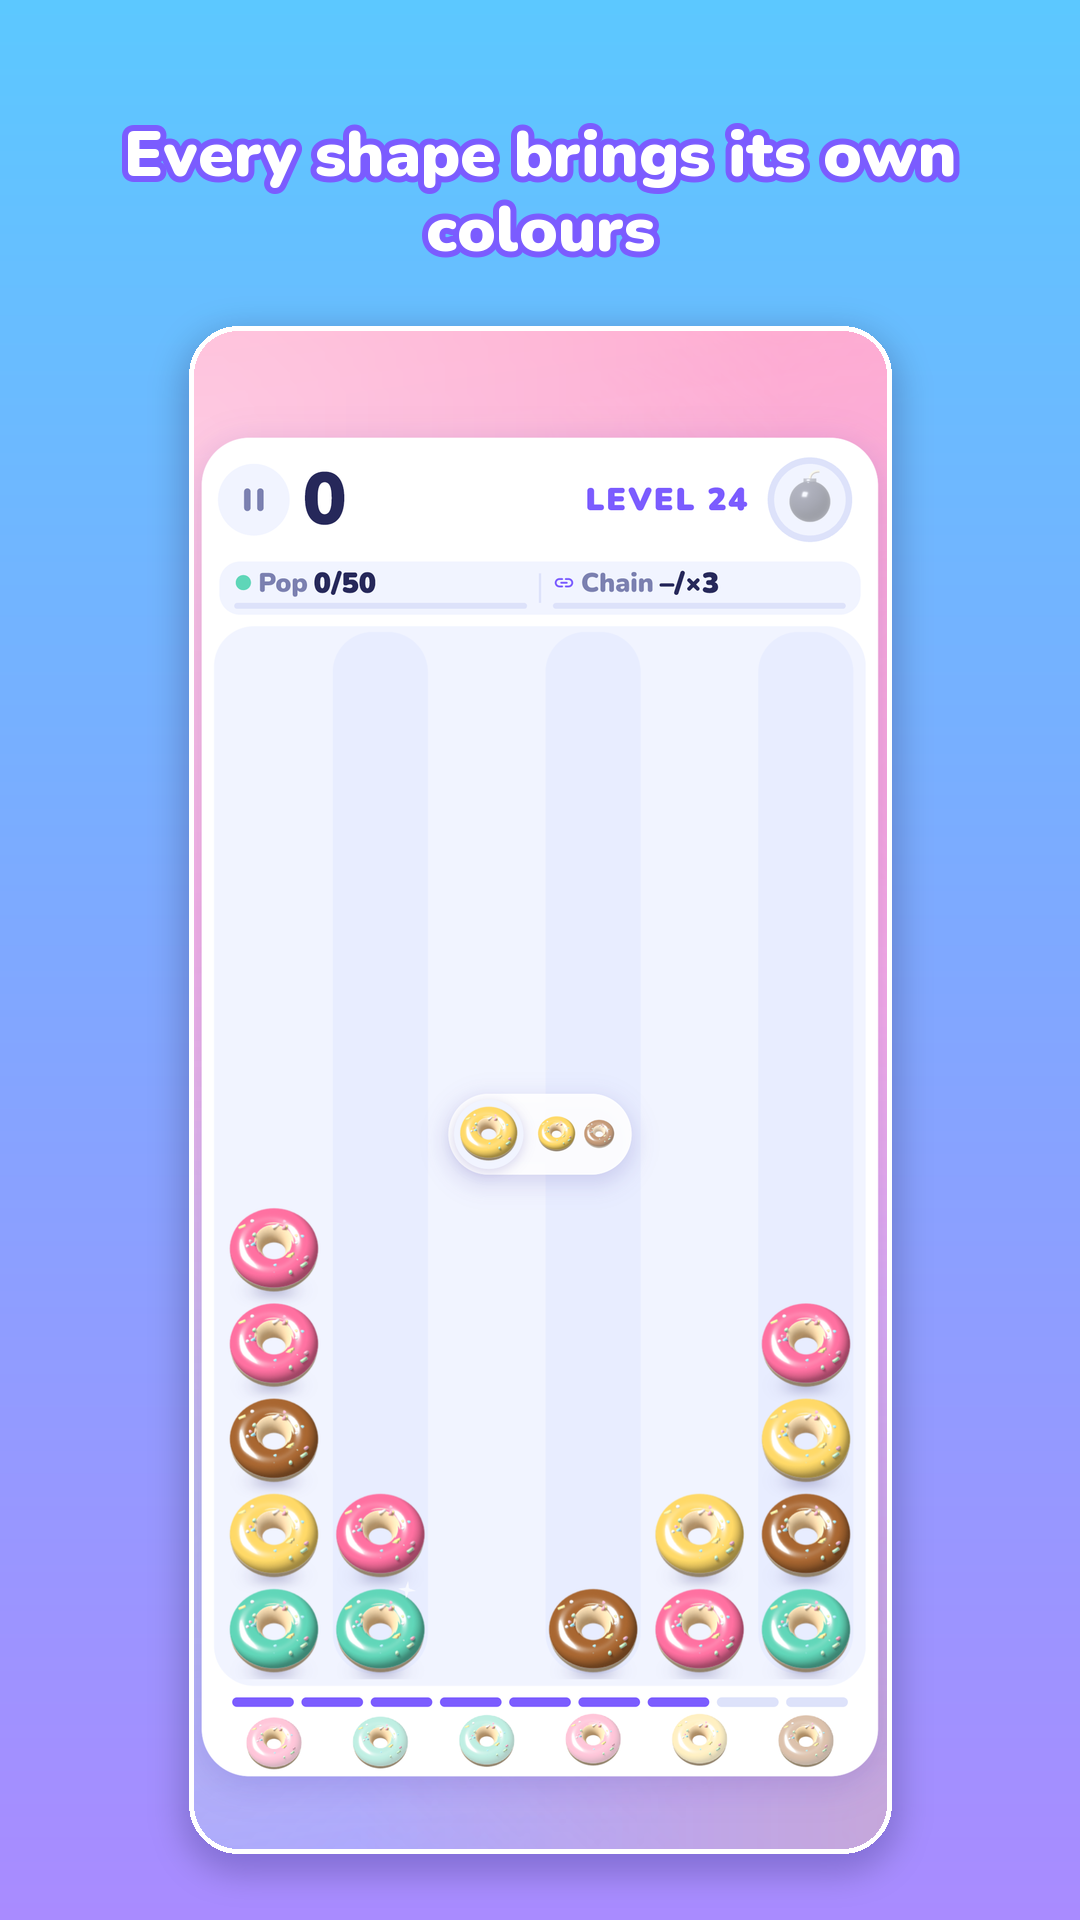 Every shape brings its own
colours
0
LEVEL 24
Pop 0/50
Chain –/×3